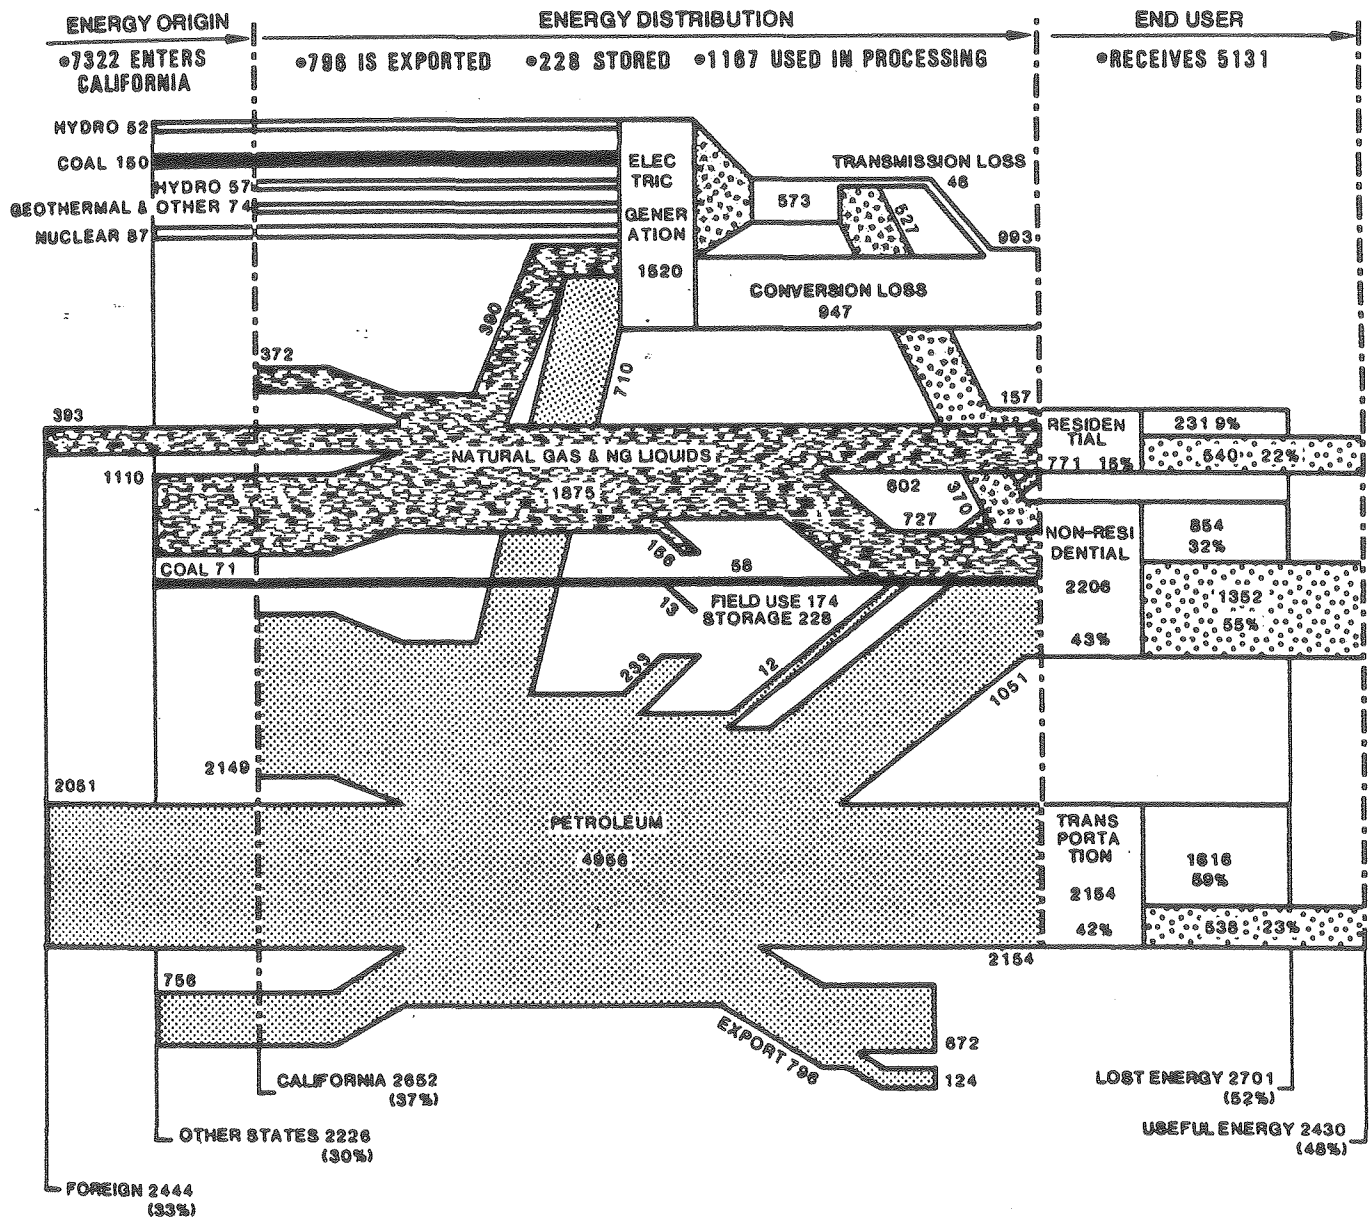 ENERGY ORIGIN
ENERGY DISTRIBUTION
END USER
●7322 ENTERS
CALIFORNIA
●796 IS EXPORTED
●228 STORED
●1167 USED IN PROCESSING
●RECEIVES 5131
HYDRO 52
COAL 150
HYDRO 57
GEOTHERMAL & OTHER 74
NUCLEAR 87
ELEC
TRIC
GENER
ATION
1520
573
TRANSMISSION LOSS
46
527
993
CONVERSION LOSS
947
390
710
372
393
1110
157
NATURAL GAS & NG LIQUIDS
1875
602
370
727
RESIDEN
TIAL
771 15%
231 9%
540 22%
NON-RESI
DENTIAL
2206
43%
854
32%
1352
55%
COAL 71
58
13
FIELD USE 174
STORAGE 228
233
12
1051
2149
2051
PETROLEUM
4956
TRANS
PORTA
TION
2154
42%
1616
59%
538 23%
2154
756
EXPORT 796
672
124
CALIFORNIA 2652
(37%)
OTHER STATES 2226
(30%)
FOREIGN 2444
(33%)
LOST ENERGY 2701
(52%)
USEFUL ENERGY 2430
(48%)